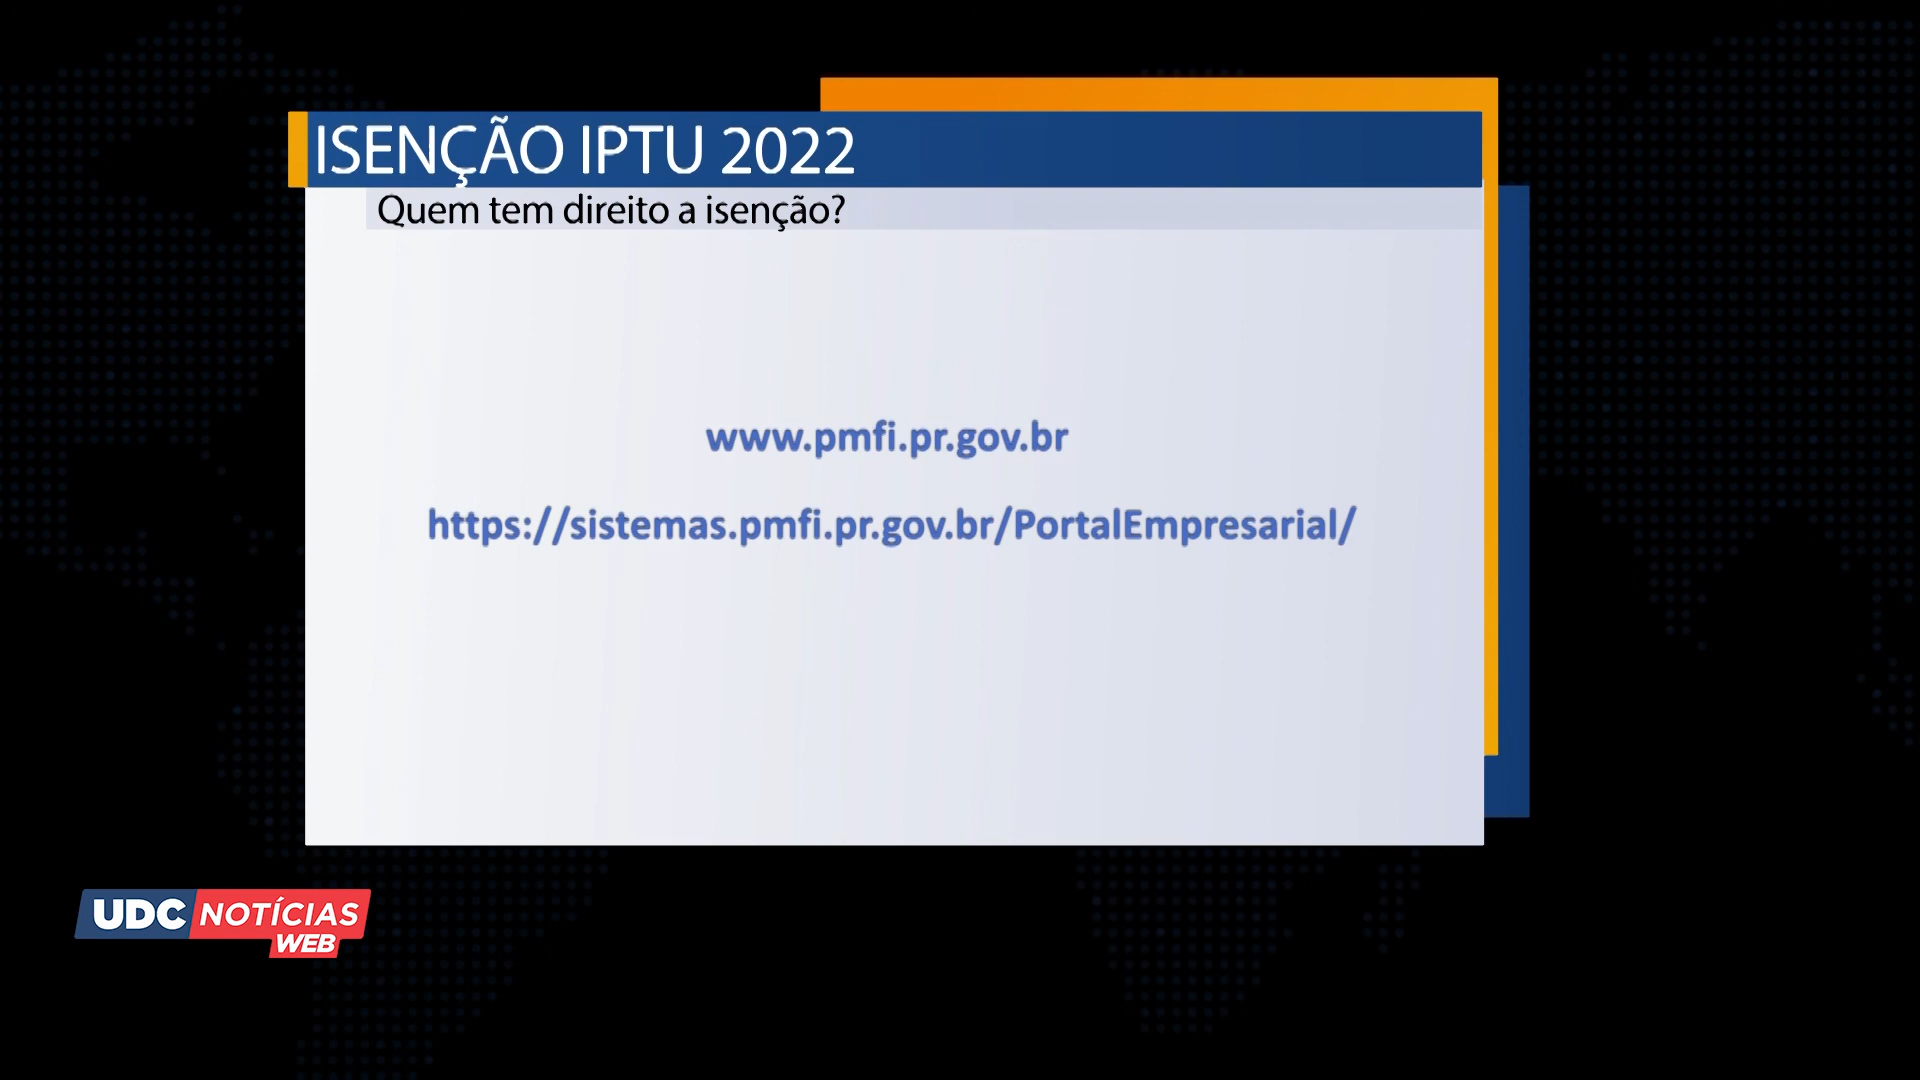 ISENÇÃO IPTU 2022
Quem tem direito a isenção?
www.pmfi.pr.gov.br
https://sistemas.pmfi.pr.gov.br/PortalEmpresarial/
UDC NOTÍCIAS
WEB